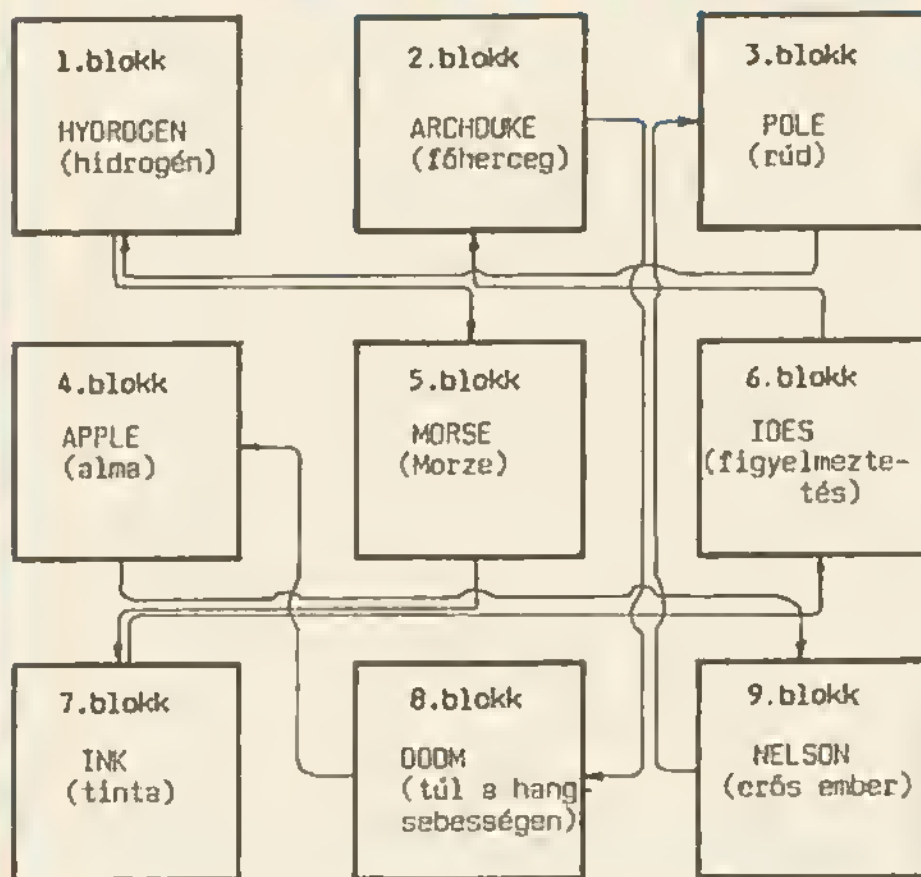 1.blokk
HYDROGEN
(hidrogén)
2.blokk
ARCHDUKE
(főherceg)
3.blokk
POLE
(rúd)
4.blokk
APPLE
(alma)
5.blokk
MORSE
(Morze)
6.blokk
IDES
(figyelmezte-
tés)
7.blokk
INK
(tinta)
8.blokk
DOOM
(túl a hang
sebességen)
9.blokk
NELSON
(erős ember)